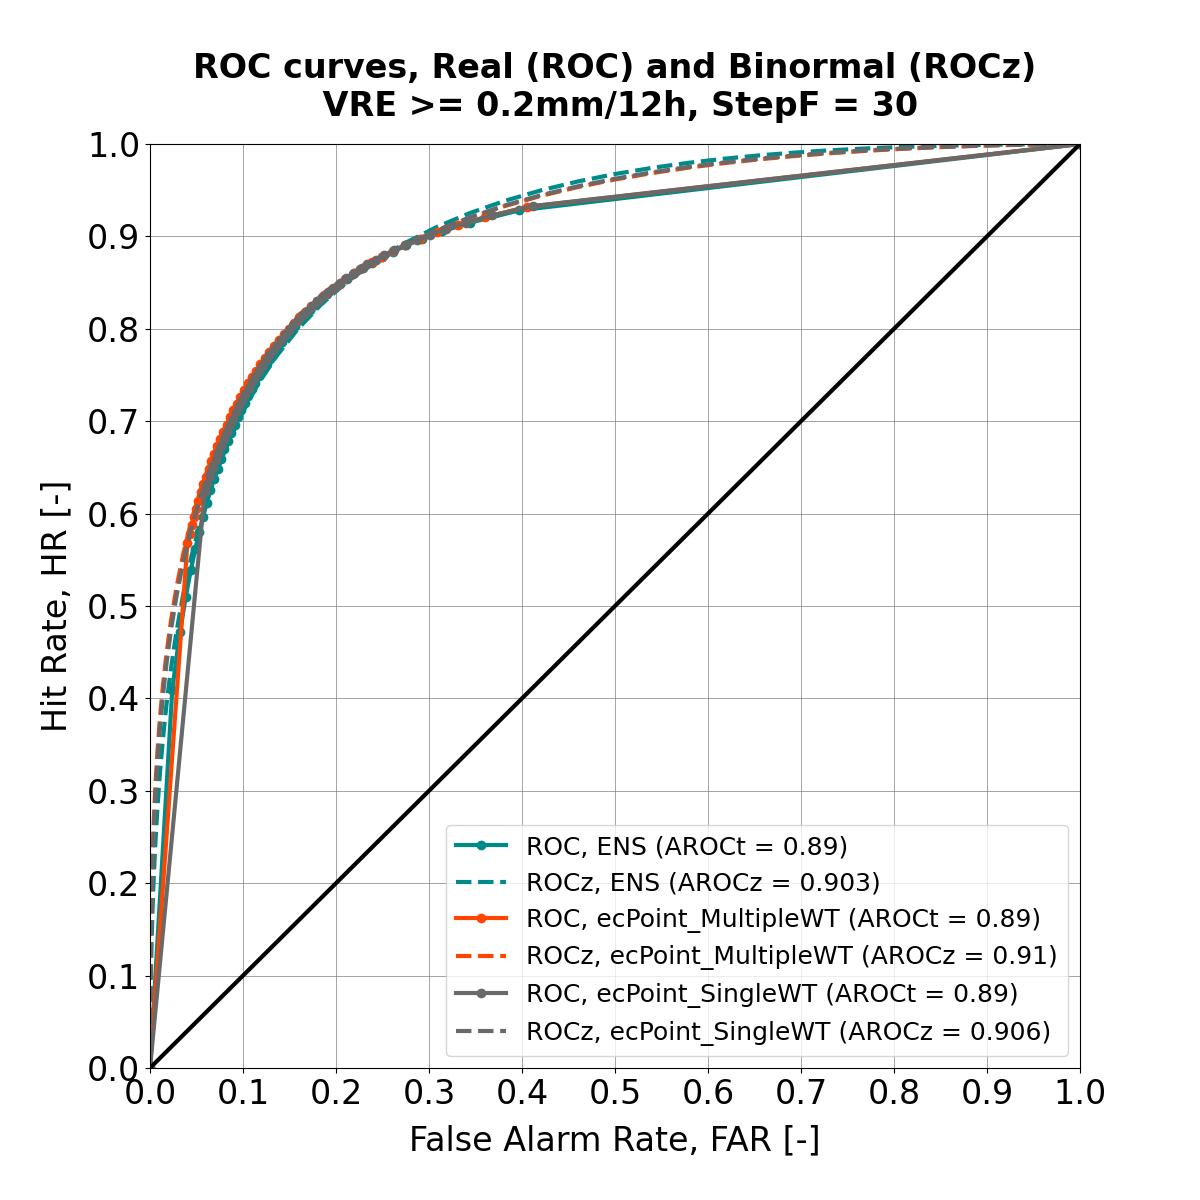 ROC curves, Real (ROC) and Binormal (ROCz)
VRE >= 0.2mm/12h, StepF = 30
1.0
0.9
0.8
0.7
0.6
0.5
0.4
0.3
0.2
0.1
0.0
Hit Rate, HR [-]
ROC, ENS (AROCt = 0.89)
ROCz, ENS (AROCz = 0.903)
ROC, ecPoint_MultipleWT (AROCt = 0.89)
ROCz, ecPoint_MultipleWT (AROCz = 0.91)
ROC, ecPoint_SingleWT (AROCt = 0.89)
ROCz, ecPoint_SingleWT (AROCz = 0.906)
0.0 0.1 0.2 0.3 0.4 0.5 0.6 0.7 0.8 0.9 1.0
False Alarm Rate, FAR [-]